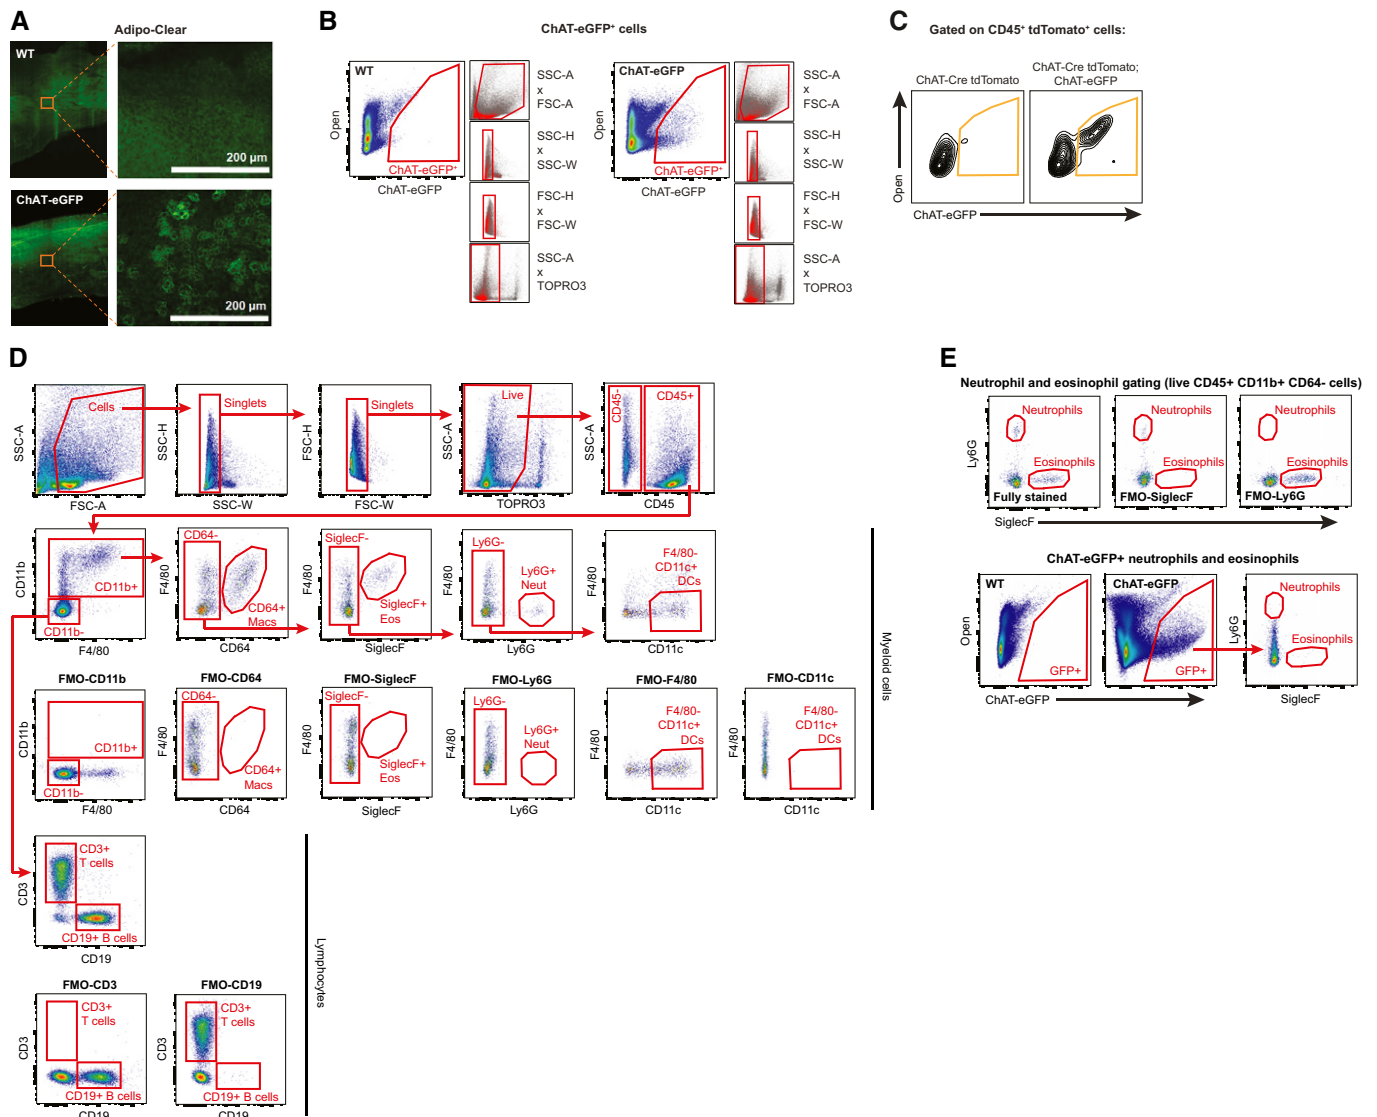 A
Adipo-Clear
WT
200 µm
ChAT-eGFP
200 µm
B
ChAT-eGFP⁺ cells
WT
Open
ChAT-eGFP⁺
ChAT-eGFP
SSC-A
x
FSC-A
SSC-H
x
SSC-W
FSC-H
x
FSC-W
SSC-A
x
TOPRO3
ChAT-eGFP
Open
ChAT-eGFP⁺
ChAT-eGFP
SSC-A
x
FSC-A
SSC-H
x
SSC-W
FSC-H
x
FSC-W
SSC-A
x
TOPRO3
C
Gated on CD45⁺ tdTomato⁺ cells:
ChAT-Cre tdTomato
ChAT-Cre tdTomato;
ChAT-eGFP
Open
ChAT-eGFP
D
SSC-A
Cells
FSC-A
SSC-H
Singlets
SSC-W
FSC-H
Singlets
FSC-W
SSC-A
Live
TOPRO3
SSC-A
CD45-
CD45+
CD45
CD11b
CD11b+
CD11b-
F4/80
F4/80
CD64-
CD64+
Macs
CD64
F4/80
SiglecF-
SiglecF+
Eos
SiglecF
F4/80
Ly6G-
Ly6G+
Neut
Ly6G
F4/80
F4/80-
CD11c+
DCs
CD11c
FMO-CD11b
CD11b
CD11b+
CD11b-
F4/80
FMO-CD64
F4/80
CD64-
CD64+
Macs
CD64
FMO-SiglecF
F4/80
SiglecF-
SiglecF+
Eos
SiglecF
FMO-Ly6G
F4/80
Ly6G-
Ly6G+
Neut
Ly6G
FMO-F4/80
F4/80
F4/80-
CD11c+
DCs
CD11c
FMO-CD11c
F4/80
F4/80-
CD11c+
DCs
CD11c
Myeloid cells
CD3
CD3+
T cells
CD19+ B cells
CD19
FMO-CD3
CD3
CD3+
T cells
CD19+ B cells
CD19
FMO-CD19
CD3
CD3+
T cells
CD19+ B cells
CD19
Lymphocytes
E
Neutrophil and eosinophil gating (live CD45+ CD11b+ CD64- cells)
Ly6G
Neutrophils
Eosinophils
Fully stained
Neutrophils
Eosinophils
FMO-SiglecF
Neutrophils
Eosinophils
FMO-Ly6G
SiglecF
ChAT-eGFP+ neutrophils and eosinophils
WT
Open
GFP+
ChAT-eGFP
GFP+
ChAT-eGFP
Ly6G
Neutrophils
Eosinophils
SiglecF